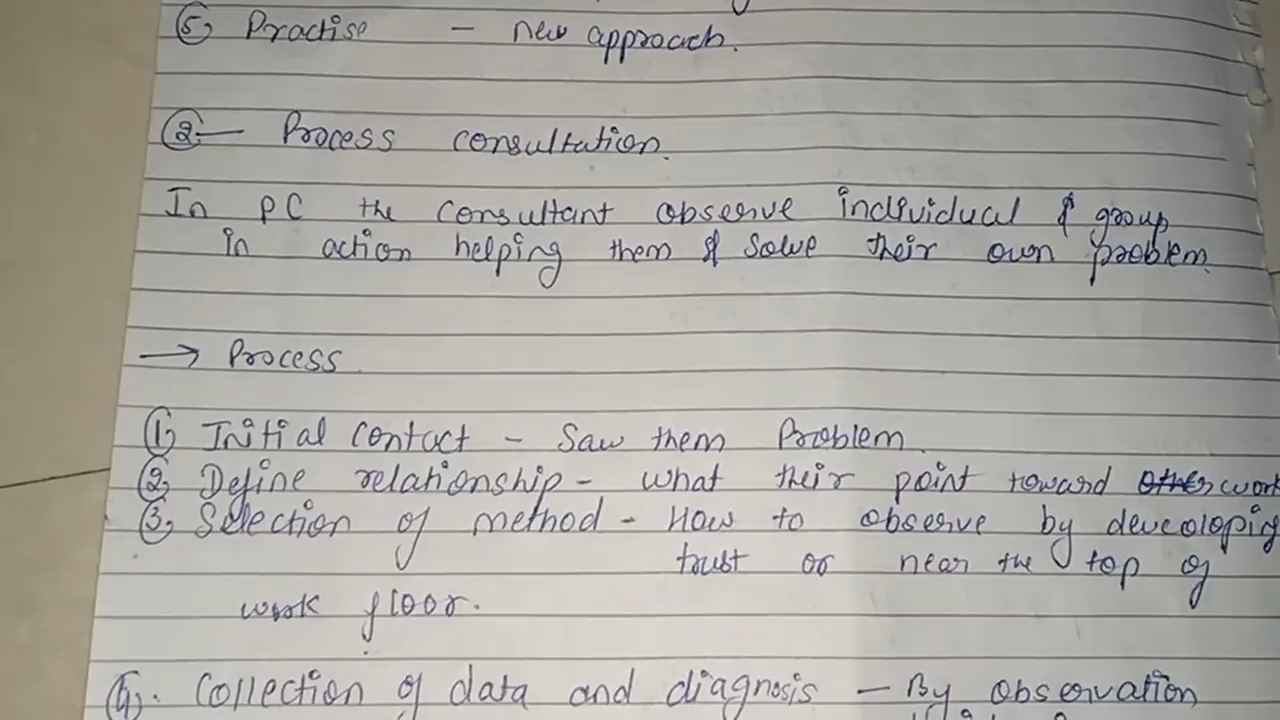 ⑤ Practise - new approach.
②— Process consultation.
In PC the consultant observe individual & group
in action helping them & solve their own problem.
→ Process
① Initial contact - Saw them Problem
② Define relationship - what their point toward other work
③ Selection of method - How to observe by deveoloping
trust or near the top of
work floor.
④. Collection of data and diagnosis - By observation